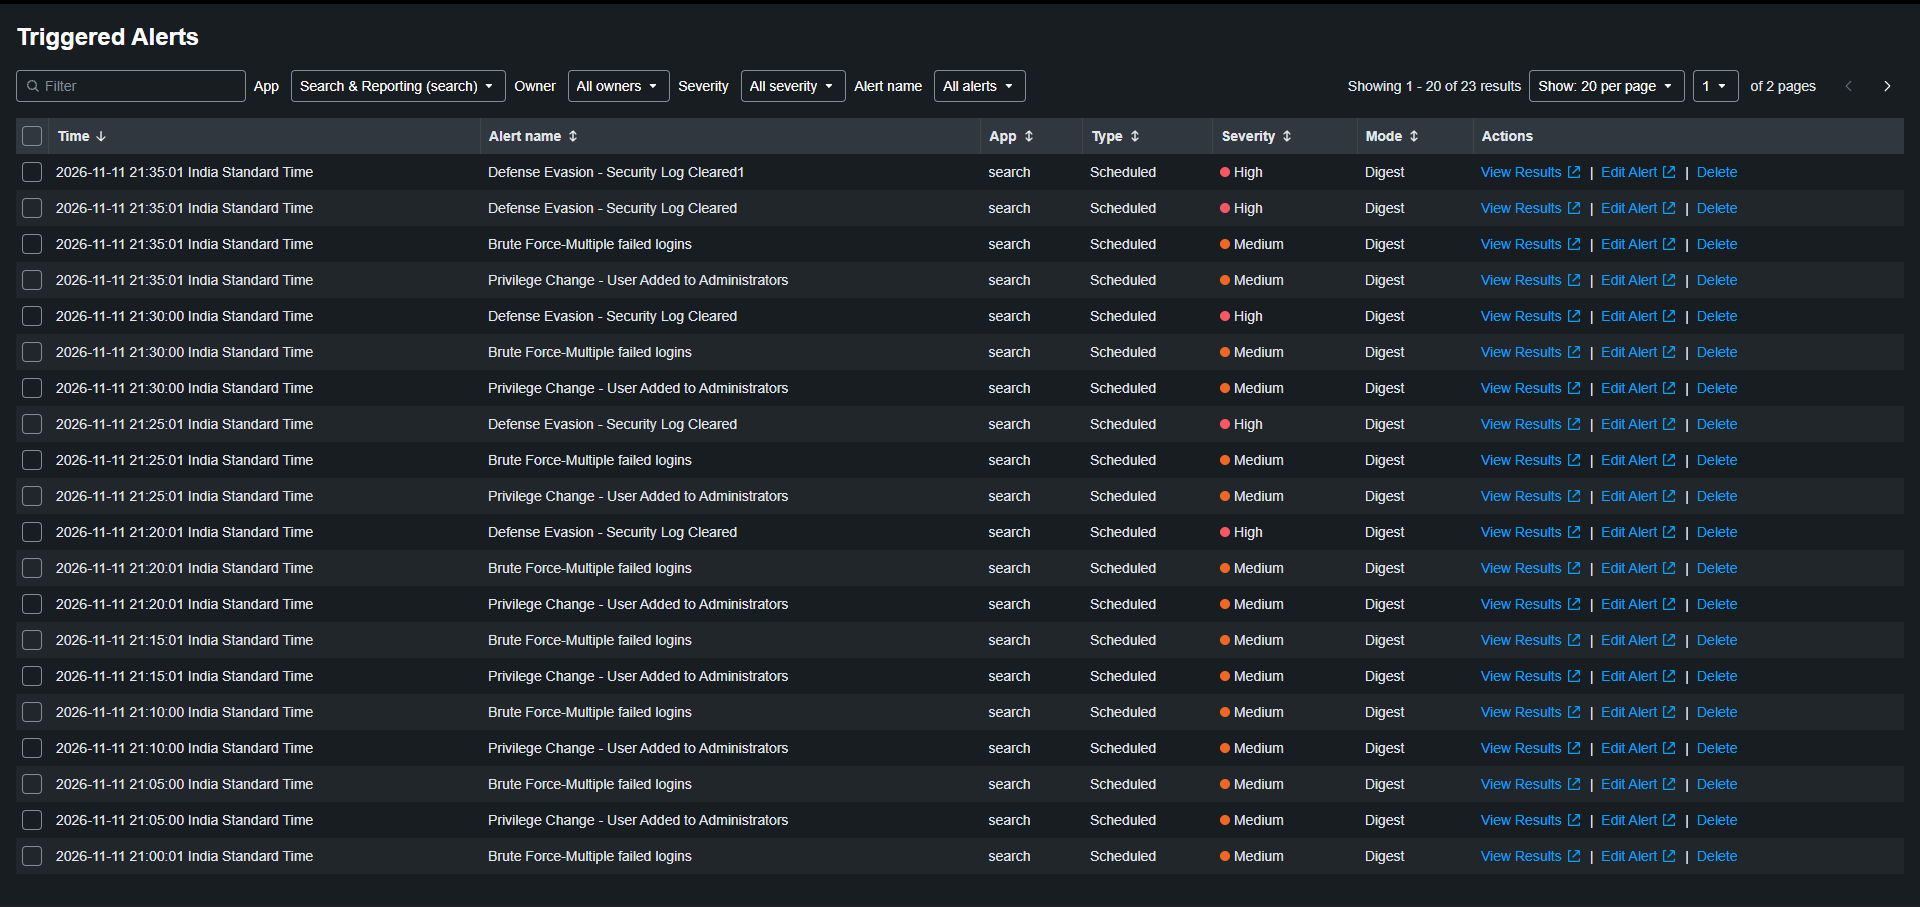 Triggered Alerts
Filter App Search & Reporting (search) Owner All owners Severity All severity Alert name All alerts Showing 1 - 20 of 23 results Show: 20 per page 1 of 2 pages
Time Alert name App Type Severity Mode Actions
2026-11-11 21:35:01 India Standard Time Defense Evasion - Security Log Cleared1 search Scheduled High Digest View Results | Edit Alert | Delete
2026-11-11 21:35:01 India Standard Time Defense Evasion - Security Log Cleared search Scheduled High Digest View Results | Edit Alert | Delete
2026-11-11 21:35:01 India Standard Time Brute Force-Multiple failed logins search Scheduled Medium Digest View Results | Edit Alert | Delete
2026-11-11 21:35:01 India Standard Time Privilege Change - User Added to Administrators search Scheduled Medium Digest View Results | Edit Alert | Delete
2026-11-11 21:30:00 India Standard Time Defense Evasion - Security Log Cleared search Scheduled High Digest View Results | Edit Alert | Delete
2026-11-11 21:30:00 India Standard Time Brute Force-Multiple failed logins search Scheduled Medium Digest View Results | Edit Alert | Delete
2026-11-11 21:30:00 India Standard Time Privilege Change - User Added to Administrators search Scheduled Medium Digest View Results | Edit Alert | Delete
2026-11-11 21:25:01 India Standard Time Defense Evasion - Security Log Cleared search Scheduled High Digest View Results | Edit Alert | Delete
2026-11-11 21:25:01 India Standard Time Brute Force-Multiple failed logins search Scheduled Medium Digest View Results | Edit Alert | Delete
2026-11-11 21:25:01 India Standard Time Privilege Change - User Added to Administrators search Scheduled Medium Digest View Results | Edit Alert | Delete
2026-11-11 21:20:01 India Standard Time Defense Evasion - Security Log Cleared search Scheduled High Digest View Results | Edit Alert | Delete
2026-11-11 21:20:01 India Standard Time Brute Force-Multiple failed logins search Scheduled Medium Digest View Results | Edit Alert | Delete
2026-11-11 21:20:01 India Standard Time Privilege Change - User Added to Administrators search Scheduled Medium Digest View Results | Edit Alert | Delete
2026-11-11 21:15:01 India Standard Time Brute Force-Multiple failed logins search Scheduled Medium Digest View Results | Edit Alert | Delete
2026-11-11 21:15:01 India Standard Time Privilege Change - User Added to Administrators search Scheduled Medium Digest View Results | Edit Alert | Delete
2026-11-11 21:10:00 India Standard Time Brute Force-Multiple failed logins search Scheduled Medium Digest View Results | Edit Alert | Delete
2026-11-11 21:10:00 India Standard Time Privilege Change - User Added to Administrators search Scheduled Medium Digest View Results | Edit Alert | Delete
2026-11-11 21:05:00 India Standard Time Brute Force-Multiple failed logins search Scheduled Medium Digest View Results | Edit Alert | Delete
2026-11-11 21:05:00 India Standard Time Privilege Change - User Added to Administrators search Scheduled Medium Digest View Results | Edit Alert | Delete
2026-11-11 21:00:01 India Standard Time Brute Force-Multiple failed logins search Scheduled Medium Digest View Results | Edit Alert | Delete